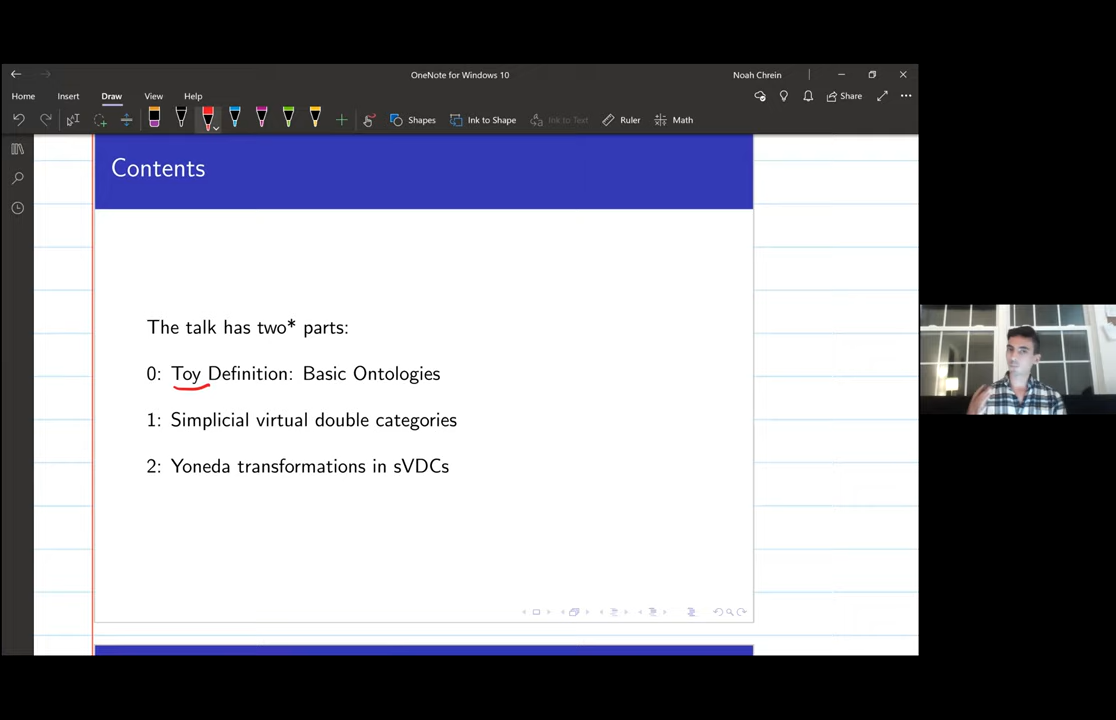 OneNote for Windows 10
Noah Chrein
Home Insert Draw View Help
Share
Shapes Ink to Shape Ink to Text Ruler Math
Contents
The talk has two* parts:
0: Toy Definition: Basic Ontologies
1: Simplicial virtual double categories
2: Yoneda transformations in sVDCs